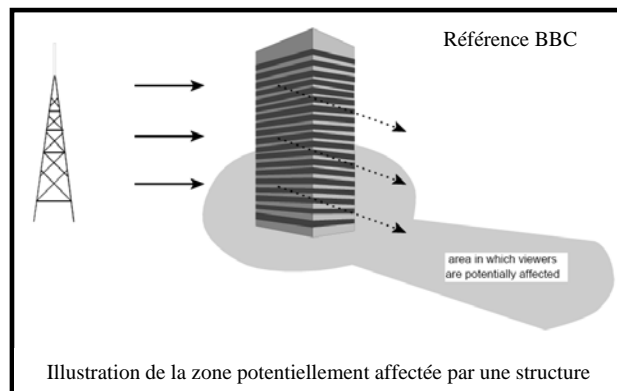 Référence BBC
area in which viewers
are potentially affected
Illustration de la zone potentiellement affectée par une structure